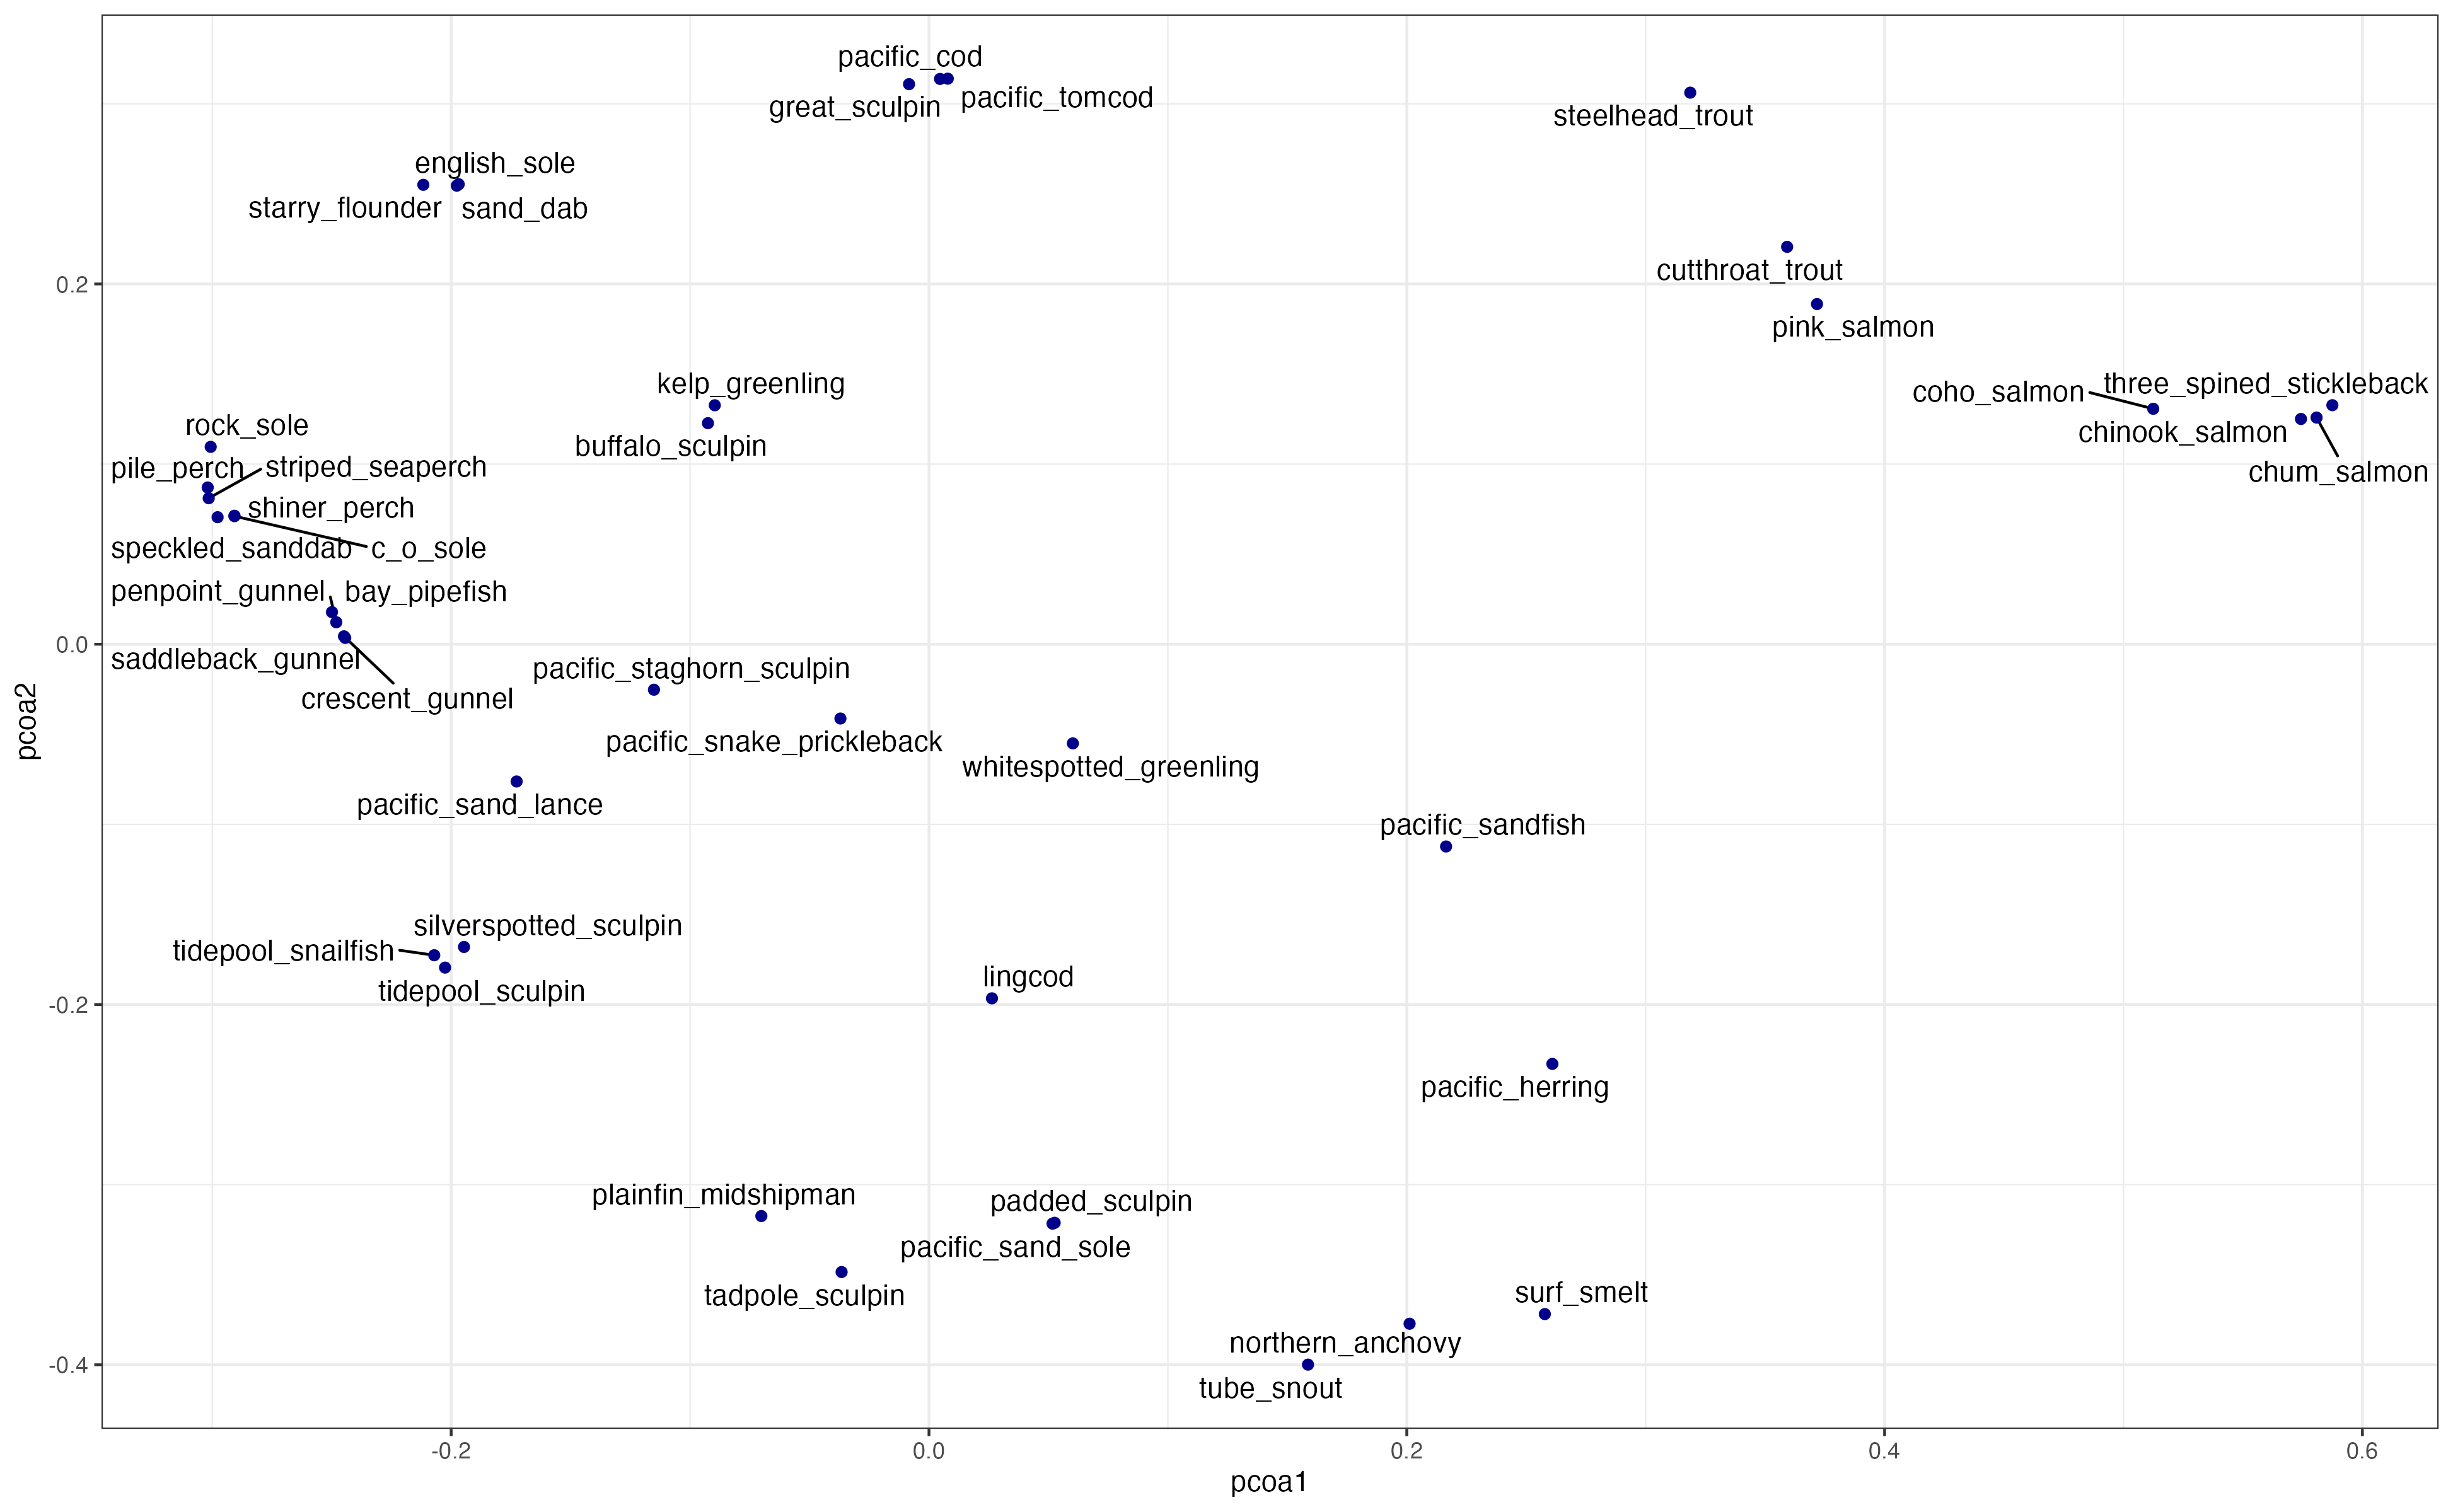 pacific_cod
great_sculpin
pacific_tomcod
steelhead_trout
english_sole
starry_flounder
sand_dab
cutthroat_trout
0.2
pink_salmon
kelp_greenling
three_spined_stickleback
coho_salmon
rock_sole
buffalo_sculpin
chinook_salmon
pile_perch
striped_seaperch
chum_salmon
shiner_perch
speckled_sanddab
c_o_sole
penpoint_gunnel
bay_pipefish
0.0
saddleback_gunnel
pacific_staghorn_sculpin
crescent_gunnel
pcoa2
pacific_snake_prickleback
whitespotted_greenling
pacific_sand_lance
pacific_sandfish
silverspotted_sculpin
tidepool_snailfish
lingcod
tidepool_sculpin
-0.2
pacific_herring
plainfin_midshipman
padded_sculpin
pacific_sand_sole
tadpole_sculpin
surf_smelt
northern_anchovy
-0.4
tube_snout
-0.2
0.0
0.2
0.4
0.6
pcoa1